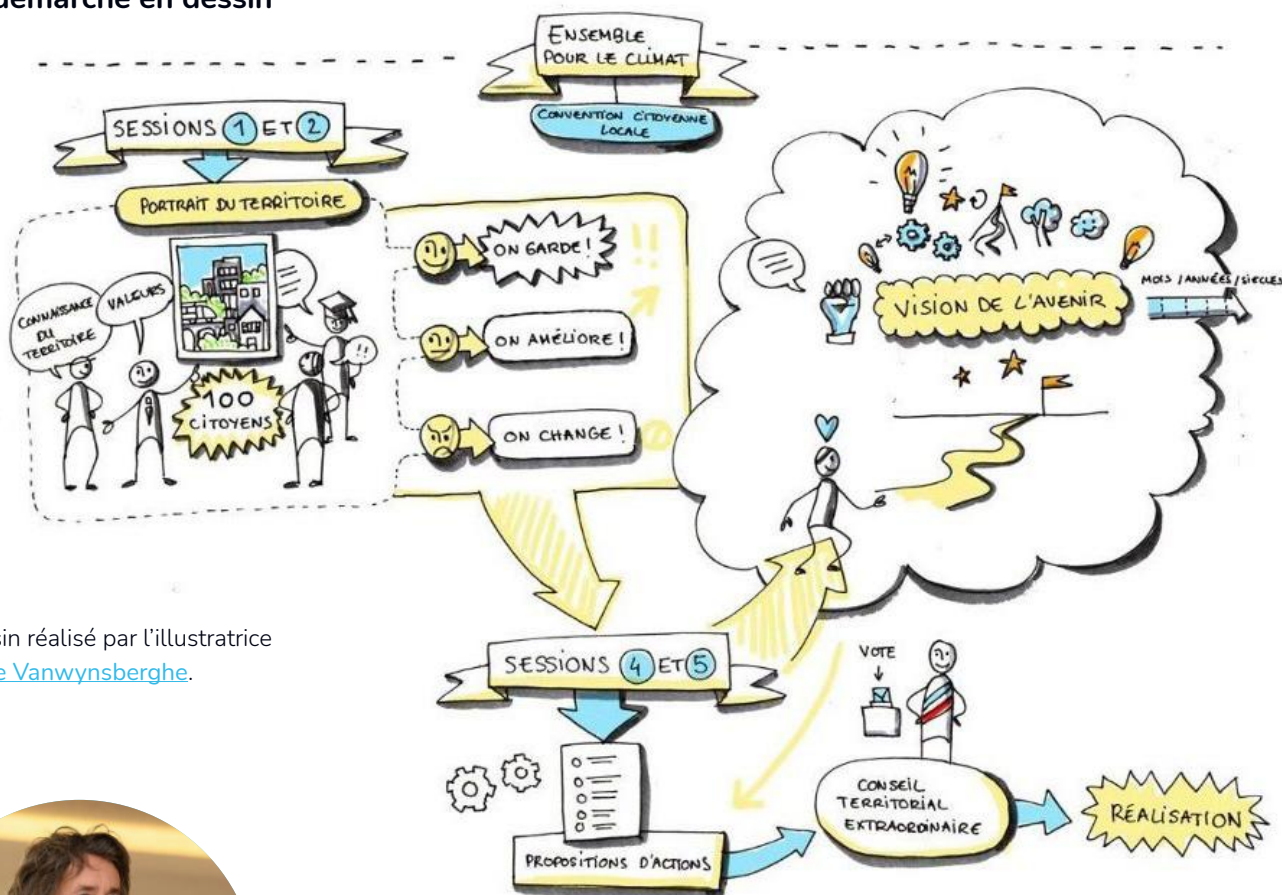 démarche en dessin
ENSEMBLE
POUR LE CLIMAT
CONVENTION CITOYENNE
LOCALE
SESSIONS 1 ET 2
PORTRAIT DU TERRITOIRE
CONNAISSANCE
DU
TERRITOIRE
VALEURS
100
CITOYENS
!!
ON GARDE !
!!
ON AMÉLIORE !
ON CHANGE !
VISION DE L'AVENIR
MOIS / ANNÉES / SIECLES
sin réalisé par l'illustratrice
e Vanwynsberghe.
SESSIONS 4 ET 5
PROPOSITIONS D'ACTIONS
VOTE
CONSEIL
TERRITORIAL
EXTRAORDINAIRE
RÉALISATION